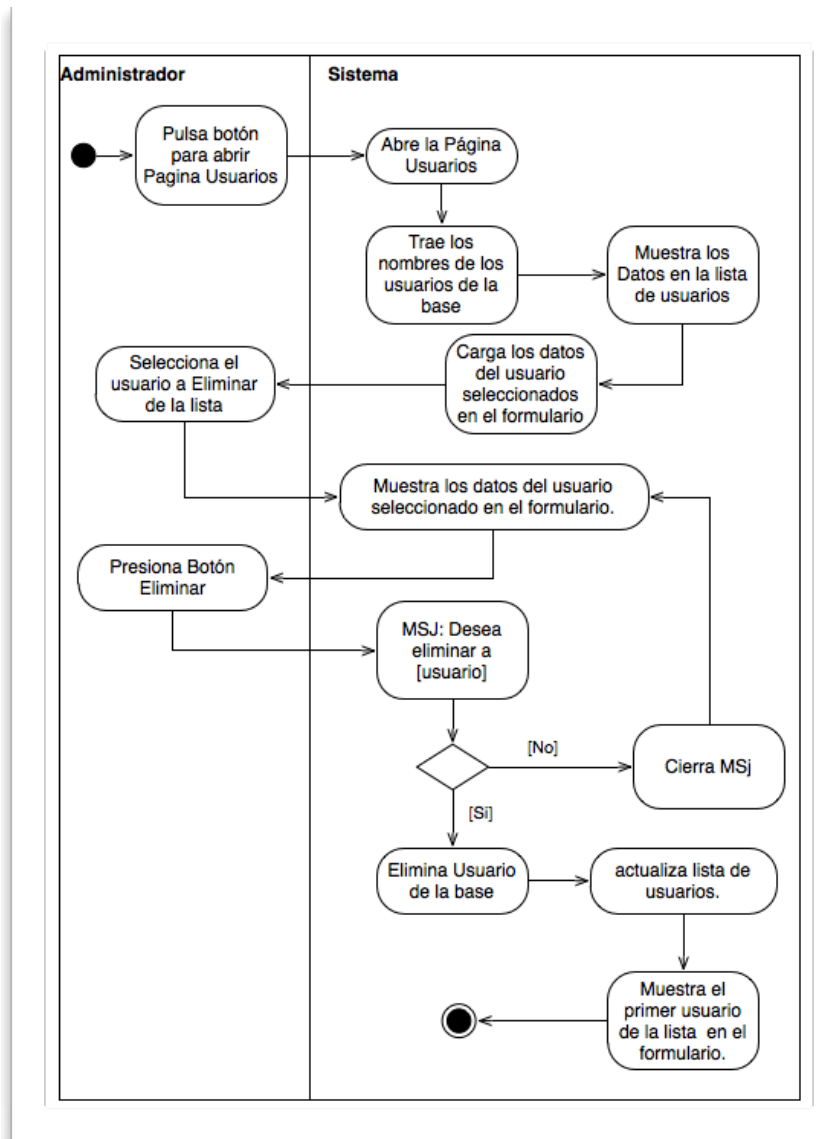 Administrador
Sistema
Pulsa botón
para abrir
Pagina Usuarios
Abre la Página
Usuarios
Trae los
nombres de los
usuarios de la
base
Muestra los
Datos en la lista
de usuarios
Carga los datos
del usuario
seleccionados
en el formulario
Selecciona el
usuario a Eliminar
de la lista
Muestra los datos del usuario
seleccionado en el formulario.
Presiona Botón
Eliminar
MSJ: Desea
eliminar a
[usuario]
[No]
Cierra MSj
[Si]
Elimina Usuario
de la base
actualiza lista de
usuarios.
Muestra el
primer usuario
de la lista en el
formulario.